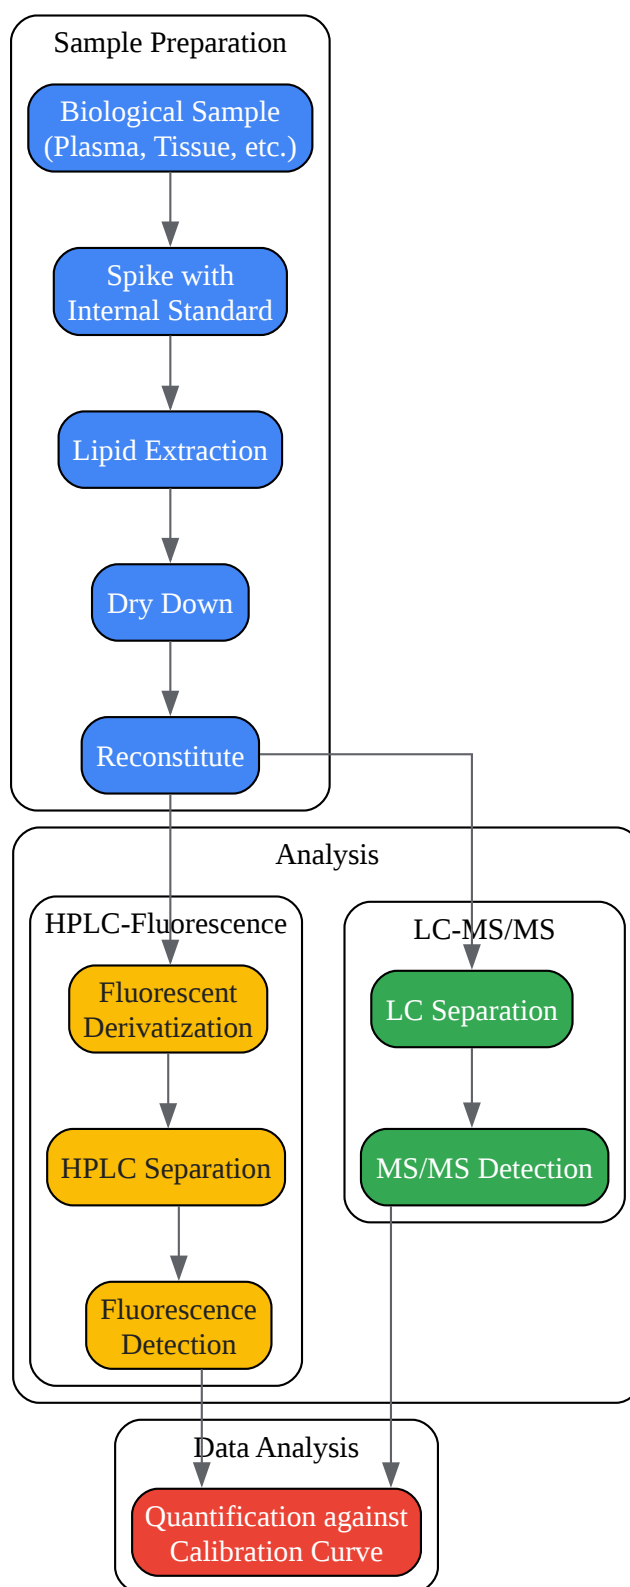 Sample Preparation
Biological Sample
(Plasma, Tissue, etc.)
Spike with
Internal Standard
Lipid Extraction
Dry Down
Reconstitute
Analysis
HPLC-Fluorescence
Fluorescent
Derivatization
HPLC Separation
Fluorescence
Detection
LC-MS/MS
LC Separation
MS/MS Detection
Data Analysis
Quantification against
Calibration Curve